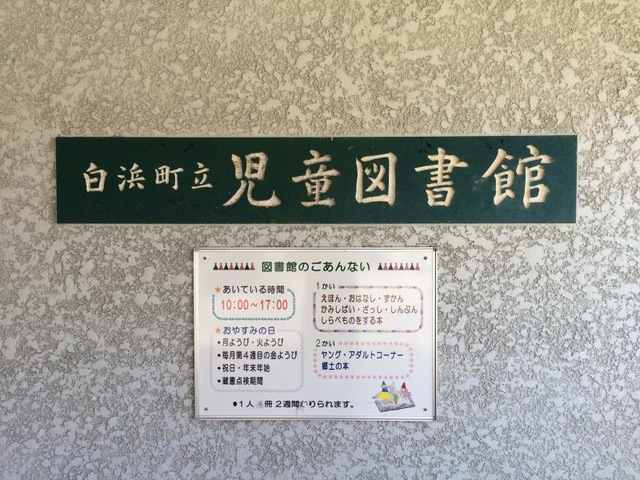 白浜町立 児童図書館
図書館のごあんない
★あいている時間
10:00〜17:00
★おやすみの日
•月ようび・火ようび
•毎月第4週目の金ようび
•祝日・年末年始
•蔵書点検期間
1かい
えほん・おはなし・ずかん
かみしばい・ざっし・しんぶん
しらべものをする本
2かい
ヤング・アダルトコーナー
郷土の本
●1人 冊 2週間かりられます。